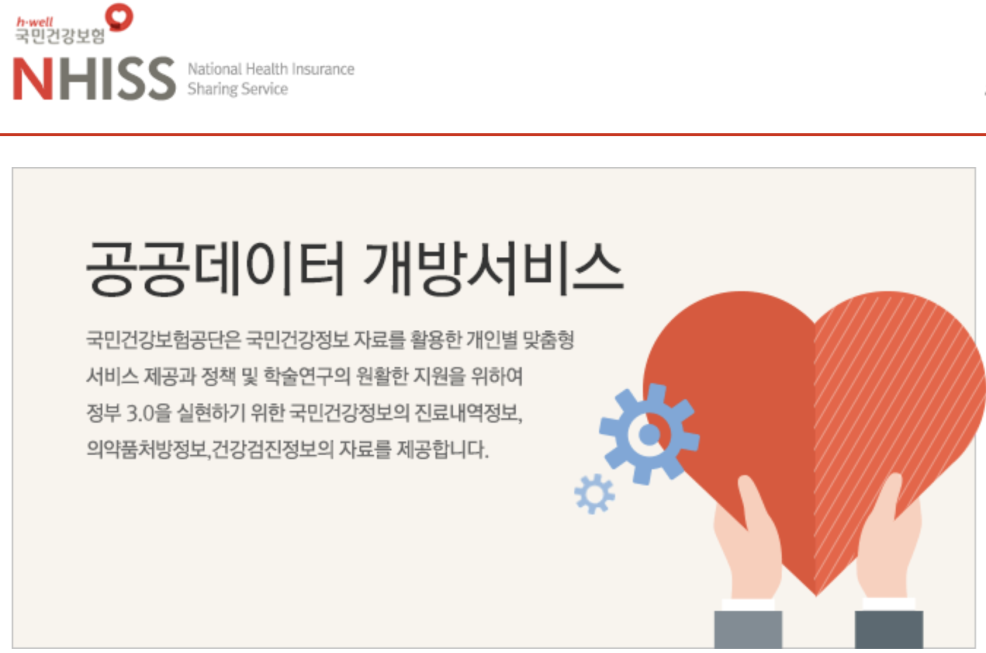 h-well
국민건강보험
NHISS
National Health Insurance
Sharing Service
공공데이터 개방서비스
국민건강보험공단은 국민건강정보 자료를 활용한 개인별 맞춤형
서비스 제공과 정책 및 학술연구의 원활한 지원을 위하여
정부 3.0을 실현하기 위한 국민건강정보의 진료내역정보,
의약품처방정보,건강검진정보의 자료를 제공합니다.